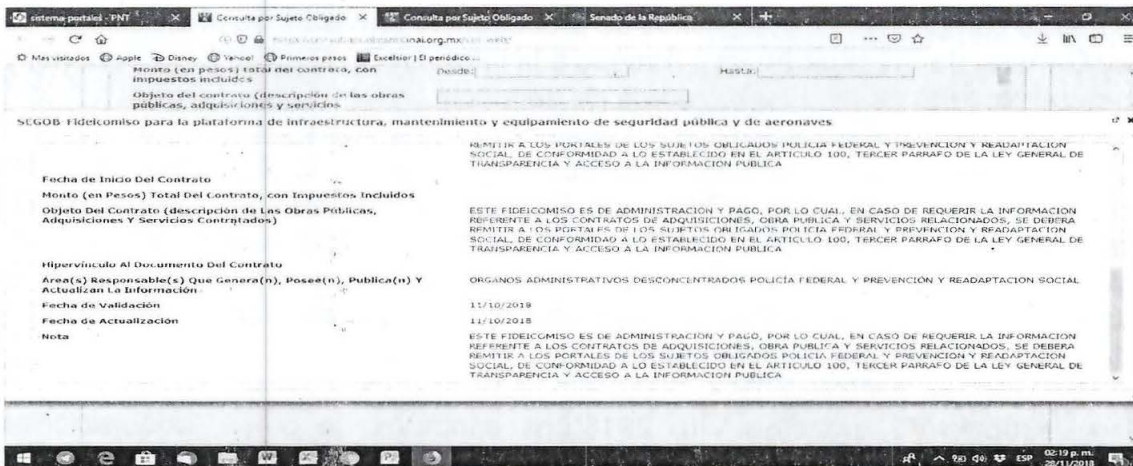 sistema-portales - PNT
Consulta por Sujeto Obligado
Consulta por Sujeto Obligado
Senado de la República
inai.org.mx
Más visitados Apple Disney Yahoo! Primeros pasos Excelsior | El periódico...
Monto (en pesos) total del contrato, con impuestos incluidos
Desde:
Hasta:
Objeto del contrato (descripción de las obras públicas, adquisiciones y servicios
SEGOB-Fideicomiso para la plataforma de infraestructura, mantenimiento y equipamiento de seguridad pública y de aeronaves
REMITIR A LOS PORTALES DE LOS SUJETOS OBLIGADOS POLICIA FEDERAL Y PREVENCION Y READAPTACION
SOCIAL, DE CONFORMIDAD A LO ESTABLECIDO EN EL ARTICULO 100, TERCER PARRAFO DE LA LEY GENERAL DE
TRANSPARENCIA Y ACCESO A LA INFORMACION PUBLICA
Fecha de Inicio Del Contrato
Monto (en Pesos) Total Del Contrato, con Impuestos Incluidos
Objeto Del Contrato (descripción de Las Obras Públicas,
Adquisiciones Y Servicios Contratados)
ESTE FIDEICOMISO ES DE ADMINISTRACION Y PAGO, POR LO CUAL, EN CASO DE REQUERIR LA INFORMACION
REFERENTE A LOS CONTRATOS DE ADQUISICIONES, OBRA PUBLICA Y SERVICIOS RELACIONADOS, SE DEBERA
REMITIR A LOS PORTALES DE LOS SUJETOS OBLIGADOS POLICIA FEDERAL Y PREVENCION Y READAPTACION
SOCIAL, DE CONFORMIDAD A LO ESTABLECIDO EN EL ARTICULO 100, TERCER PARRAFO DE LA LEY GENERAL DE
TRANSPARENCIA Y ACCESO A LA INFORMACION PUBLICA
Hipervínculo Al Documento Del Contrato
Área(s) Responsable(s) Que Genera(n), Posee(n), Publica(n) Y
Actualizan La Información
ORGANOS ADMINISTRATIVOS DESCONCENTRADOS POLICÍA FEDERAL Y PREVENCIÓN Y READAPTACION SOCIAL
Fecha de Validación
11/10/2018
Fecha de Actualización
11/10/2018
Nota
ESTE FIDEICOMISO ES DE ADMINISTRACION Y PAGO, POR LO CUAL, EN CASO DE REQUERIR LA INFORMACION
REFERENTE A LOS CONTRATOS DE ADQUISICIONES, OBRA PUBLICA Y SERVICIOS RELACIONADOS, SE DEBERA
REMITIR A LOS PORTALES DE LOS SUJETOS OBLIGADOS POLICIA FEDERAL Y PREVENCION Y READAPTACION
SOCIAL, DE CONFORMIDAD A LO ESTABLECIDO EN EL ARTICULO 100, TERCER PARRAFO DE LA LEY GENERAL DE
TRANSPARENCIA Y ACCESO A LA INFORMACION PUBLICA
ESP
02:19 p. m.
28/11/2018